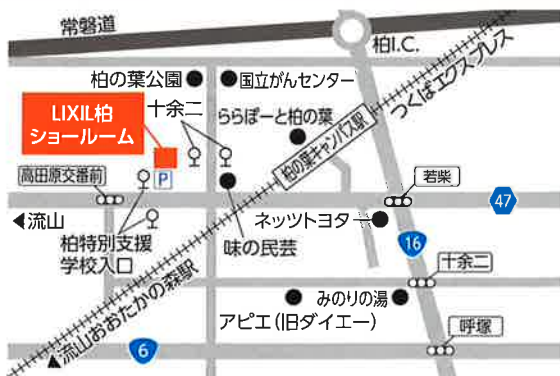 常磐道
柏I.C.
つくばエクスプレス
柏の葉公園
国立がんセンター
LIXIL柏
ショールーム
十余二
ららぽーと柏の葉
柏の葉キャンパス駅
高田原交番前
P
若柴
47
◀流山
柏特別支援
学校入口
味の民芸
ネッツトヨタ
16
十余二
みのりの湯
アピエ(旧ダイエー)
呼塚
▲流山おおたかの森駅
6